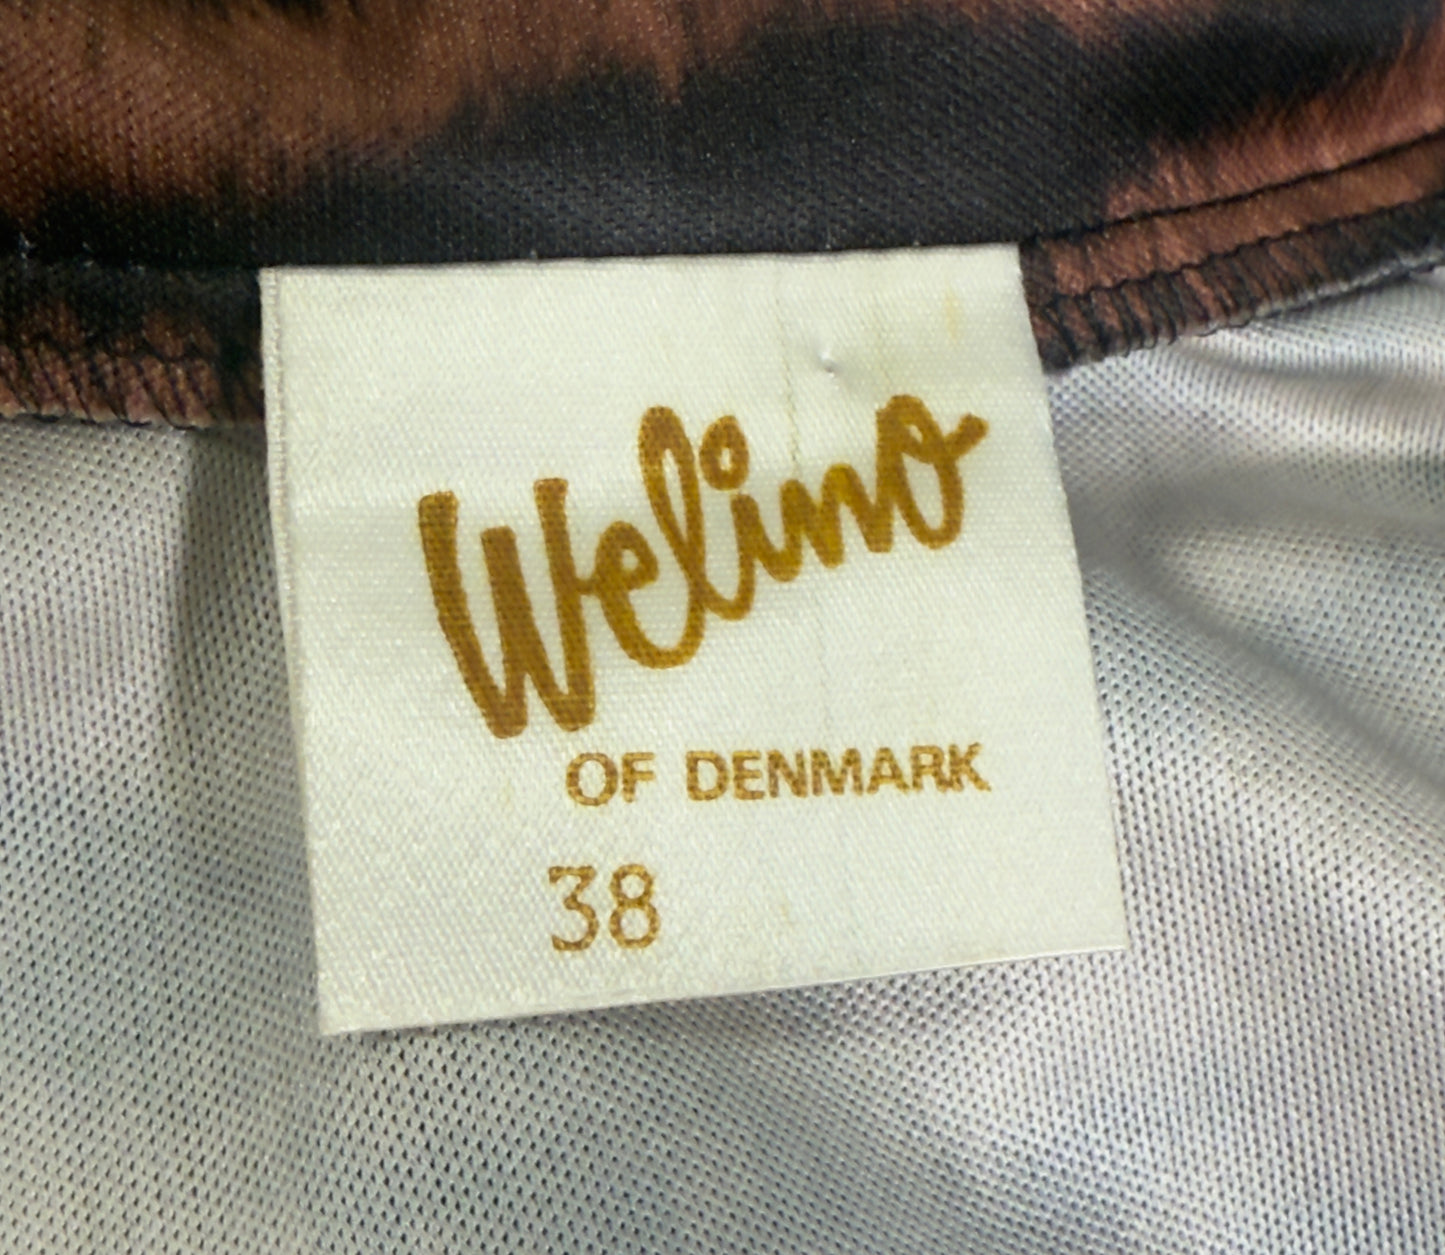 Welino
OF DENMARK
38